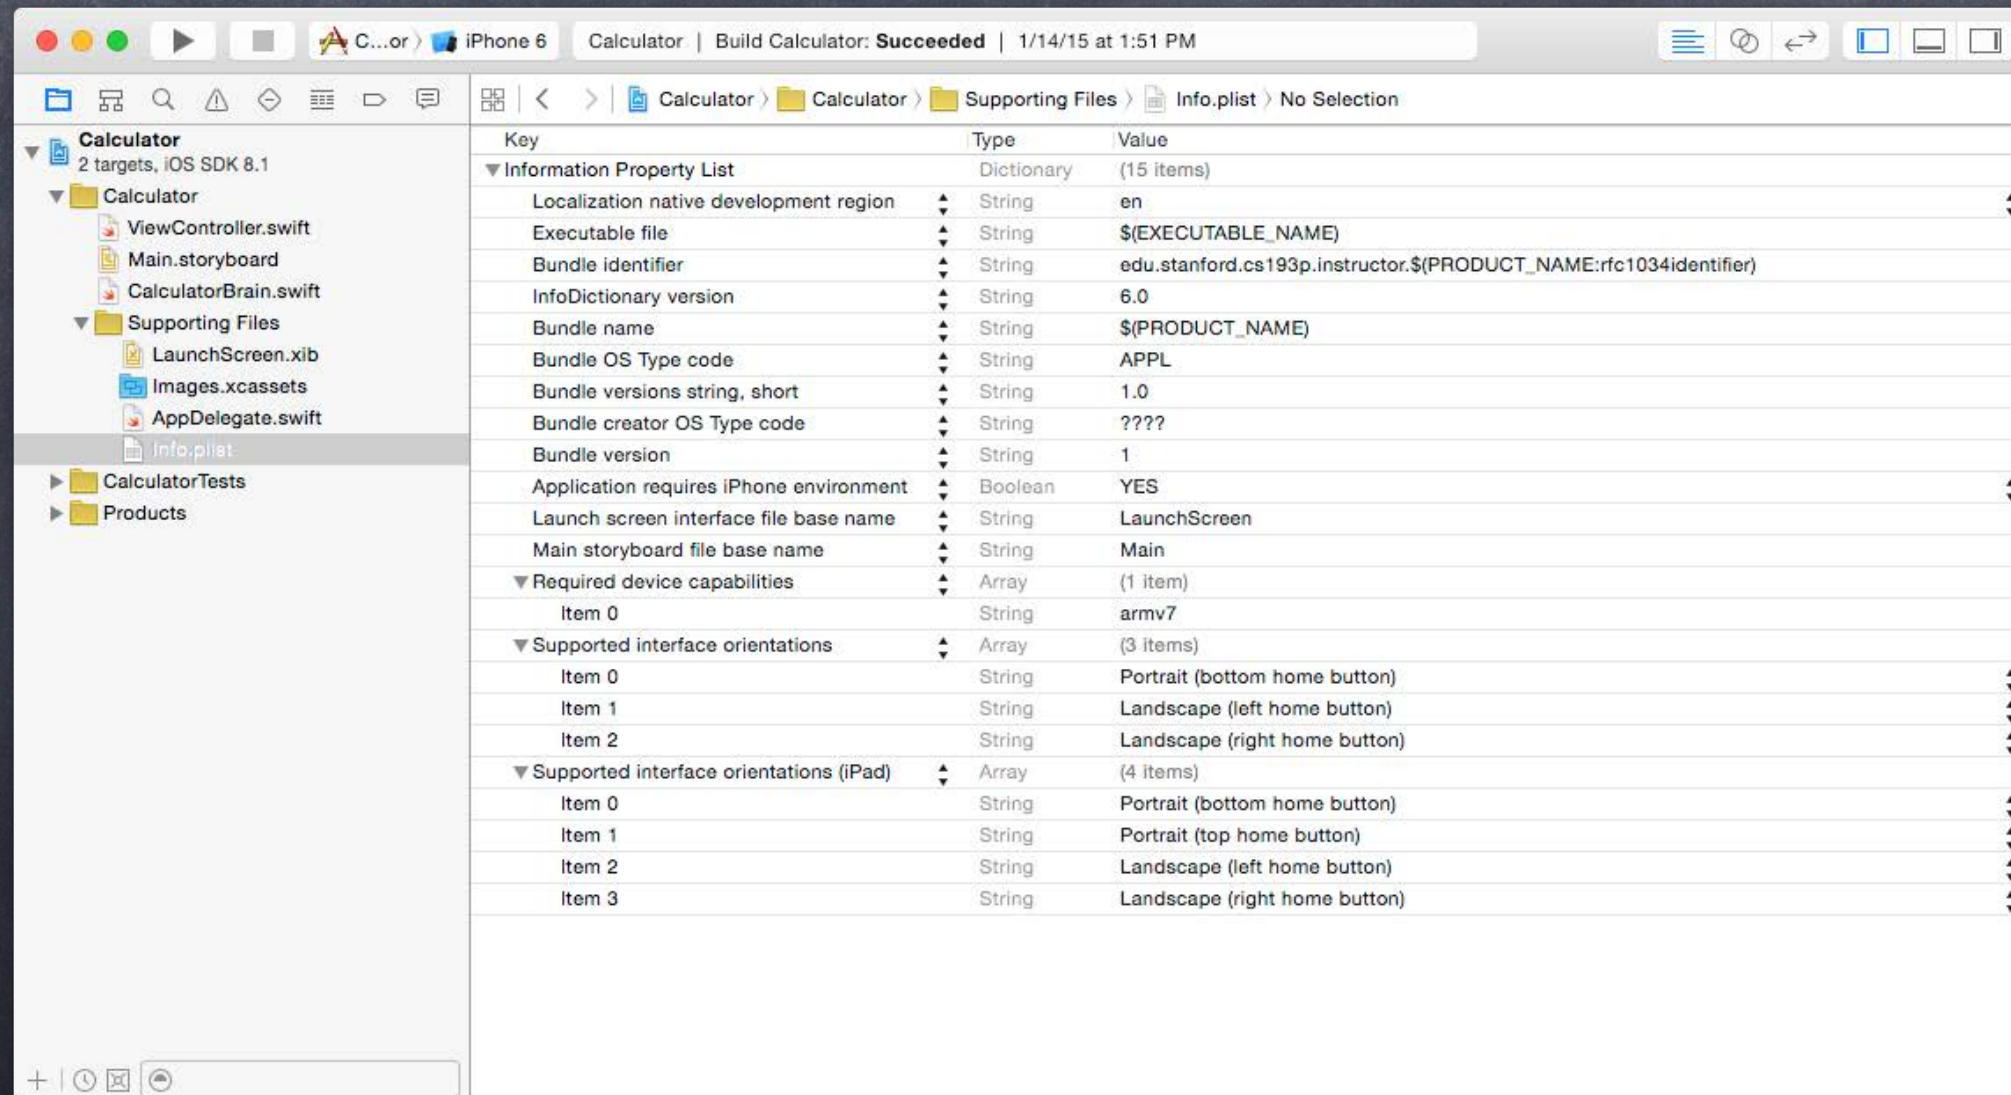 C...or 〉 iPhone 6 Calculator | Build Calculator: Succeeded | 1/14/15 at 1:51 PM
Calculator 〉 Calculator 〉 Supporting Files 〉 Info.plist 〉 No Selection
Calculator
2 targets, iOS SDK 8.1
Calculator
ViewController.swift
Main.storyboard
CalculatorBrain.swift
Supporting Files
LaunchScreen.xib
Images.xcassets
AppDelegate.swift
Info.plist
CalculatorTests
Products
Key Type Value
Information Property List Dictionary (15 items)
Localization native development region String en
Executable file String $(EXECUTABLE_NAME)
Bundle identifier String edu.stanford.cs193p.instructor.$(PRODUCT_NAME:rfc1034identifier)
InfoDictionary version String 6.0
Bundle name String $(PRODUCT_NAME)
Bundle OS Type code String APPL
Bundle versions string, short String 1.0
Bundle creator OS Type code String ????
Bundle version String 1
Application requires iPhone environment Boolean YES
Launch screen interface file base name String LaunchScreen
Main storyboard file base name String Main
Required device capabilities Array (1 item)
Item 0 String armv7
Supported interface orientations Array (3 items)
Item 0 String Portrait (bottom home button)
Item 1 String Landscape (left home button)
Item 2 String Landscape (right home button)
Supported interface orientations (iPad) Array (4 items)
Item 0 String Portrait (bottom home button)
Item 1 String Portrait (top home button)
Item 2 String Landscape (left home button)
Item 3 String Landscape (right home button)